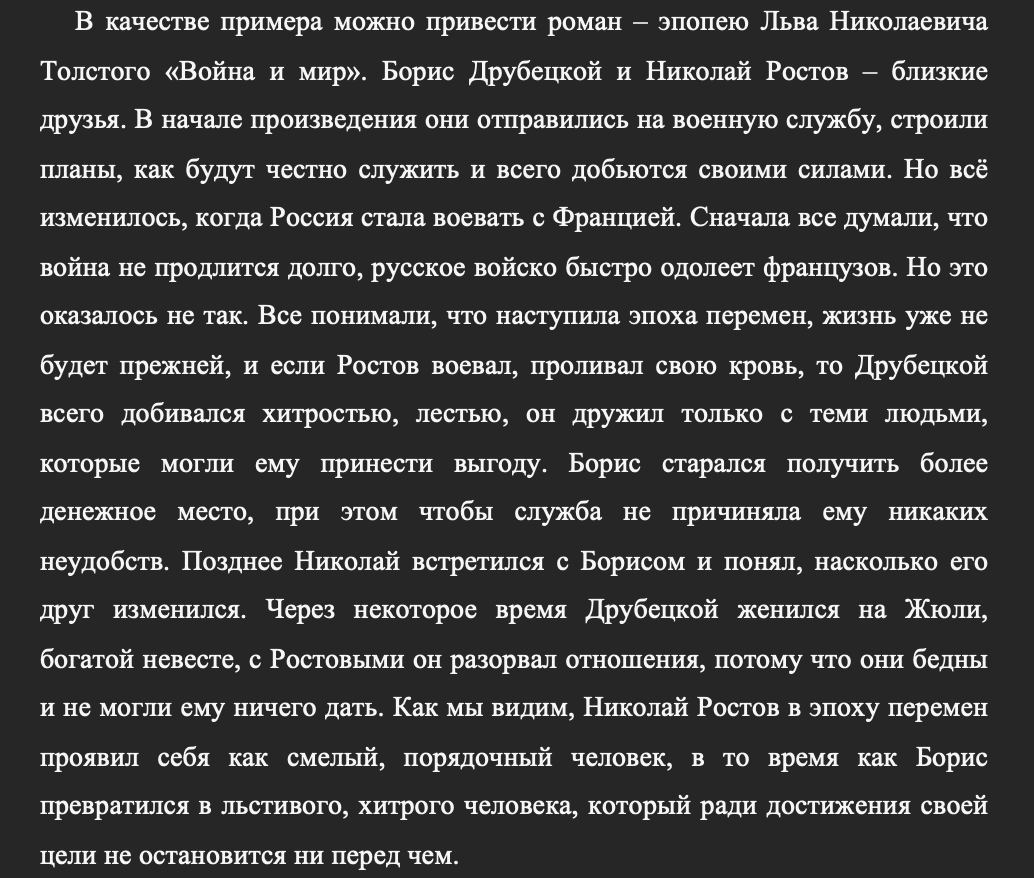 В качестве примера можно привести роман – эпопею Льва Николаевича
Толстого «Война и мир». Борис Друбецкой и Николай Ростов – близкие
друзья. В начале произведения они отправились на военную службу, строили
планы, как будут честно служить и всего добьются своими силами. Но всё
изменилось, когда Россия стала воевать с Францией. Сначала все думали, что
война не продлится долго, русское войско быстро одолеет французов. Но это
оказалось не так. Все понимали, что наступила эпоха перемен, жизнь уже не
будет прежней, и если Ростов воевал, проливал свою кровь, то Друбецкой
всего добивался хитростью, лестью, он дружил только с теми людьми,
которые могли ему принести выгоду. Борис старался получить более
денежное место, при этом чтобы служба не причиняла ему никаких
неудобств. Позднее Николай встретился с Борисом и понял, насколько его
друг изменился. Через некоторое время Друбецкой женился на Жюли,
богатой невесте, с Ростовыми он разорвал отношения, потому что они бедны
и не могли ему ничего дать. Как мы видим, Николай Ростов в эпоху перемен
проявил себя как смелый, порядочный человек, в то время как Борис
превратился в льстивого, хитрого человека, который ради достижения своей
цели не остановится ни перед чем.